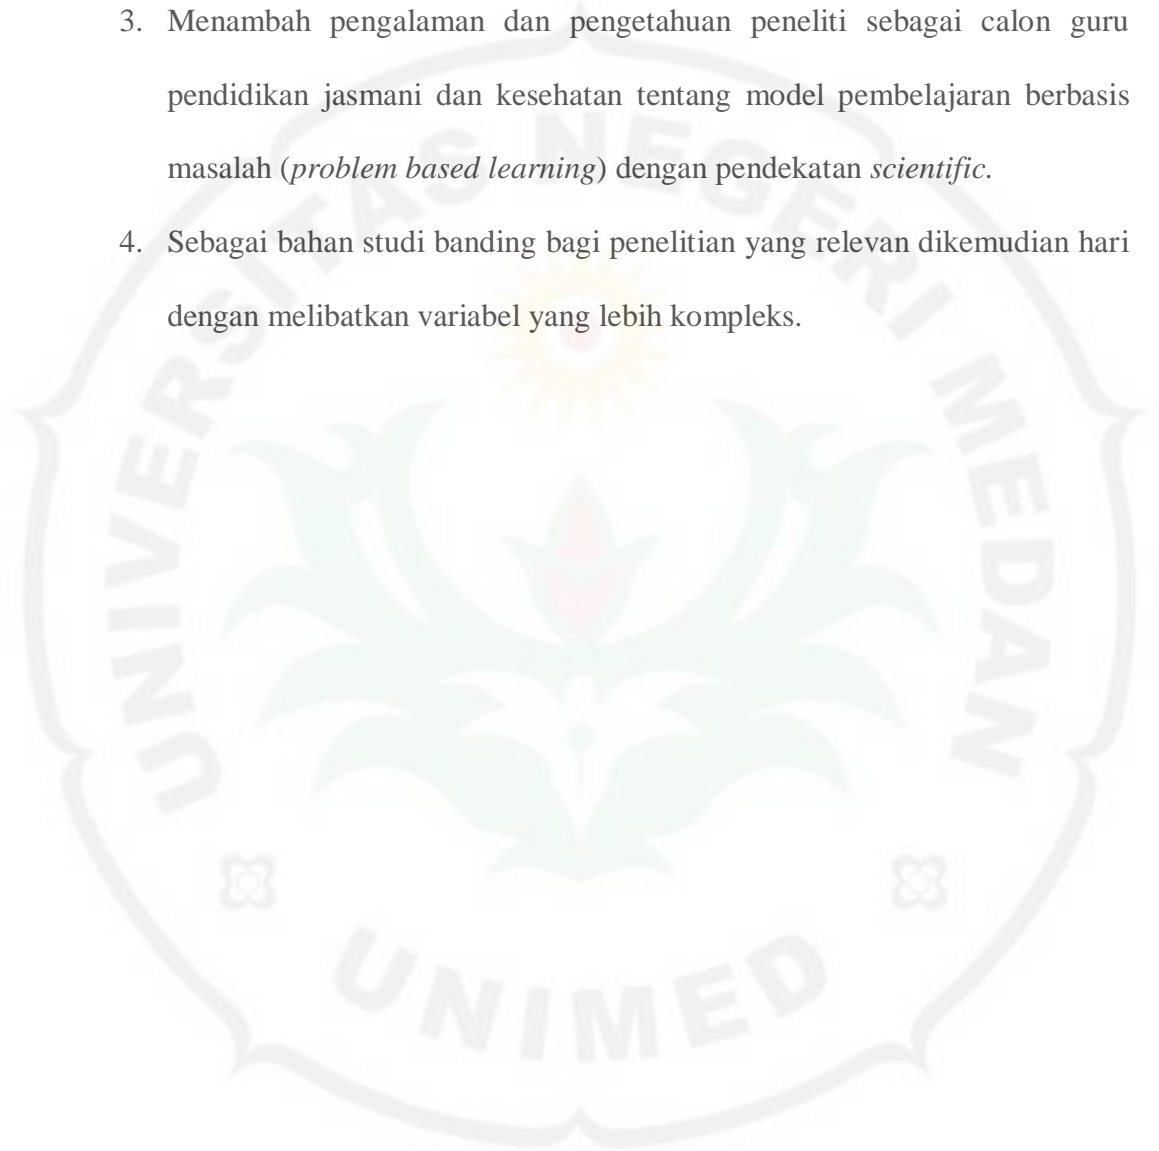 3. Menambah pengalaman dan pengetahuan peneliti sebagai calon guru
pendidikan jasmani dan kesehatan tentang model pembelajaran berbasis
masalah (problem based learning) dengan pendekatan scientific.
4. Sebagai bahan studi banding bagi penelitian yang relevan dikemudian hari
dengan melibatkan variabel yang lebih kompleks.
UNIVERSITAS NEGERI MEDAN
UNIMED